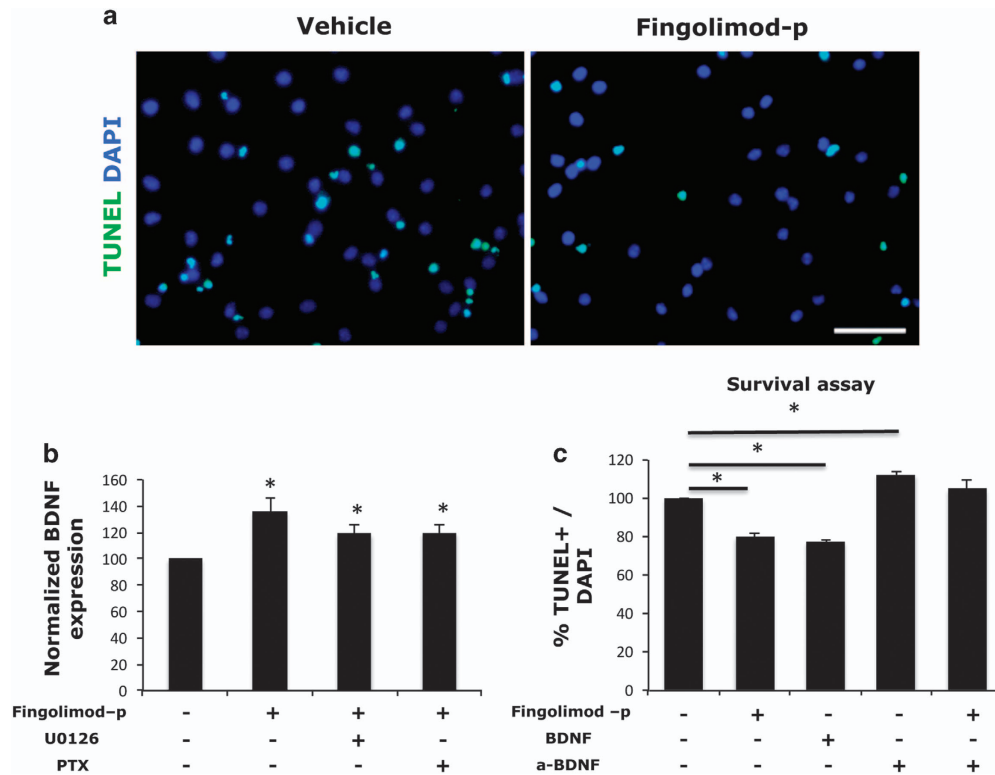 a
Vehicle
Fingolimod-p
TUNEL DAPI
b
Normalized BDNF expression
160
140
120
100
80
60
40
20
0
*
*
*
Fingolimod-p - + + +
U0126 - - + -
PTX - - - +
c
Survival assay
*
*
*
% TUNEL+ / DAPI
120
100
80
60
40
20
0
Fingolimod -p - + - - +
BDNF - - + - -
a-BDNF - - - + +